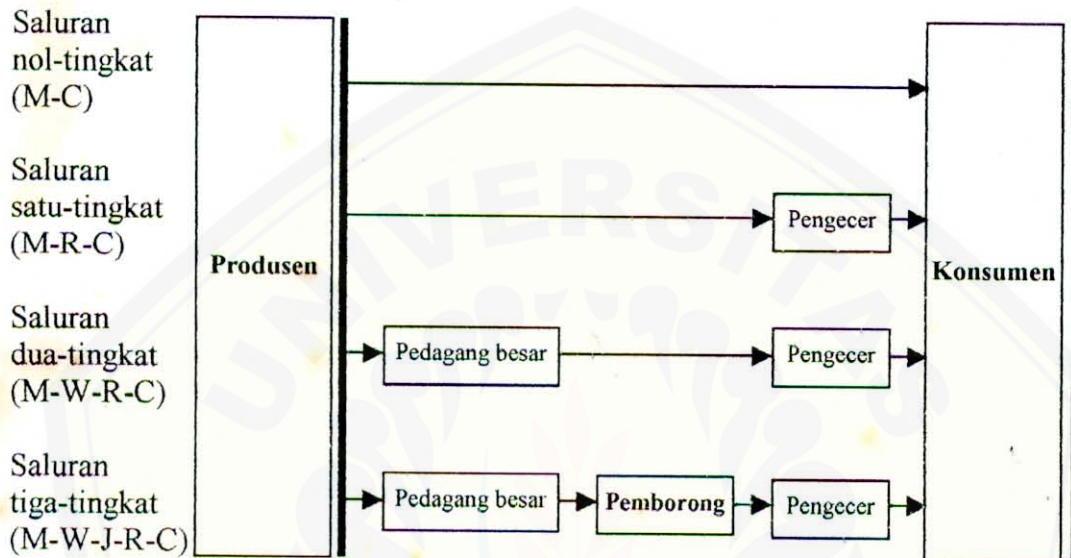 Saluran
nol-tingkat
(M-C)
Saluran
satu-tingkat
(M-R-C)
Pengecer
Produsen
Konsumen
Saluran
dua-tingkat
(M-W-R-C)
Pedagang besar
Pengecer
Saluran
tiga-tingkat
(M-W-J-R-C)
Pedagang besar
Pemborong
Pengecer
UNIVERSITAS